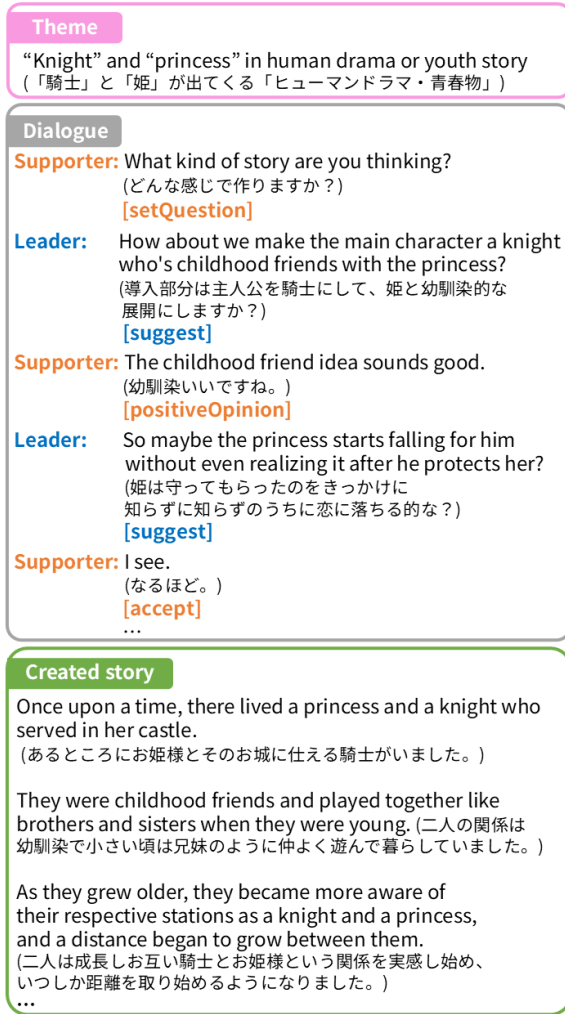 Theme
“Knight” and “princess” in human drama or youth story
(「騎士」と「姫」が出てくる「ヒューマンドラマ・青春物」)
Dialogue
Supporter: What kind of story are you thinking?
(どんな感じで作りますか？)
[setQuestion]
Leader: How about we make the main character a knight
who's childhood friends with the princess?
(導入部分は主人公を騎士にして、姫と幼馴染的な
展開にしますか？)
[suggest]
Supporter: The childhood friend idea sounds good.
(幼馴染いいですね。)
[positiveOpinion]
Leader: So maybe the princess starts falling for him
without even realizing it after he protects her?
(姫は守ってもらったのをきっかけに
知らずに知らずのうちに恋に落ちる的な？)
[suggest]
Supporter: I see.
(なるほど。)
[accept]
…
Created story
Once upon a time, there lived a princess and a knight who
served in her castle.
(あるところにお姫様とそのお城に仕える騎士がいました。)
They were childhood friends and played together like
brothers and sisters when they were young. (二人の関係は
幼馴染で小さい頃は兄妹のように仲よく遊んで暮らしていました。)
As they grew older, they became more aware of
their respective stations as a knight and a princess,
and a distance began to grow between them.
(二人は成長しお互い騎士とお姫様という関係を実感し始め、
いつしか距離を取り始めるようになりました。)
…